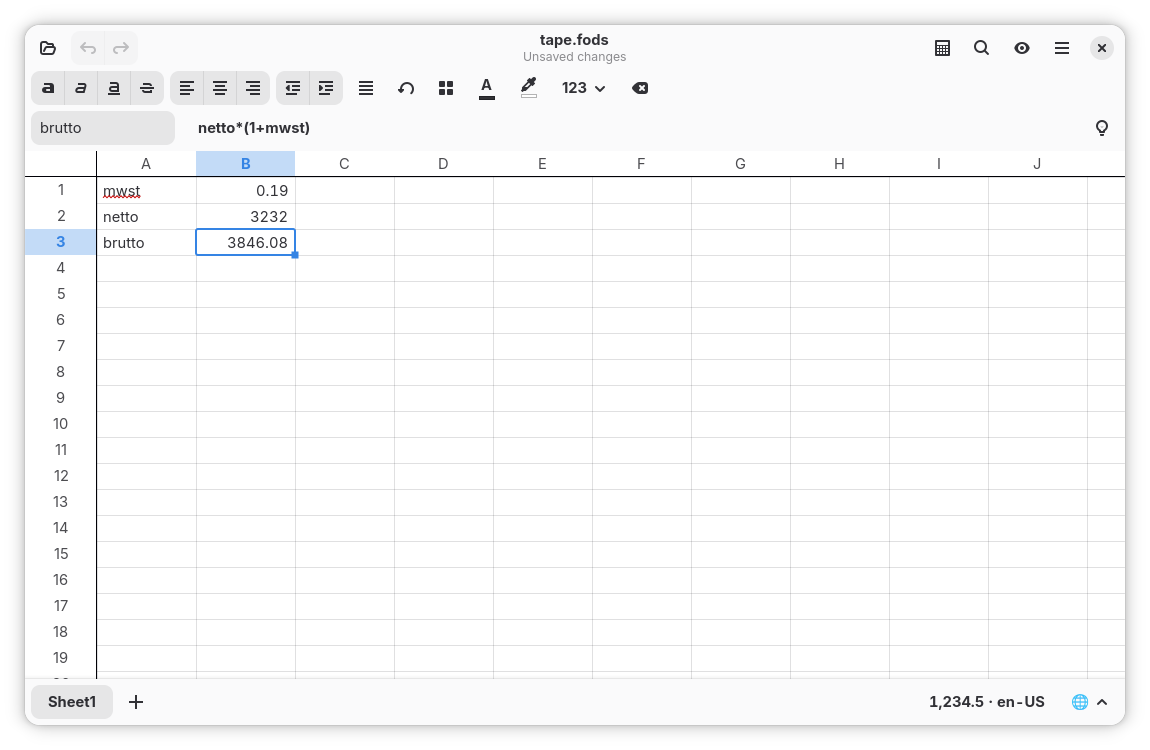 tape.fods
Unsaved changes
a a a a A 123
brutto netto*(1+mwst)
A B C D E F G H I J
1 mwst 0.19
2 netto 3232
3 brutto 3846.08
4
5
6
7
8
9
10
11
12
13
14
15
16
17
18
19
Sheet1 1,234.5 · en-US